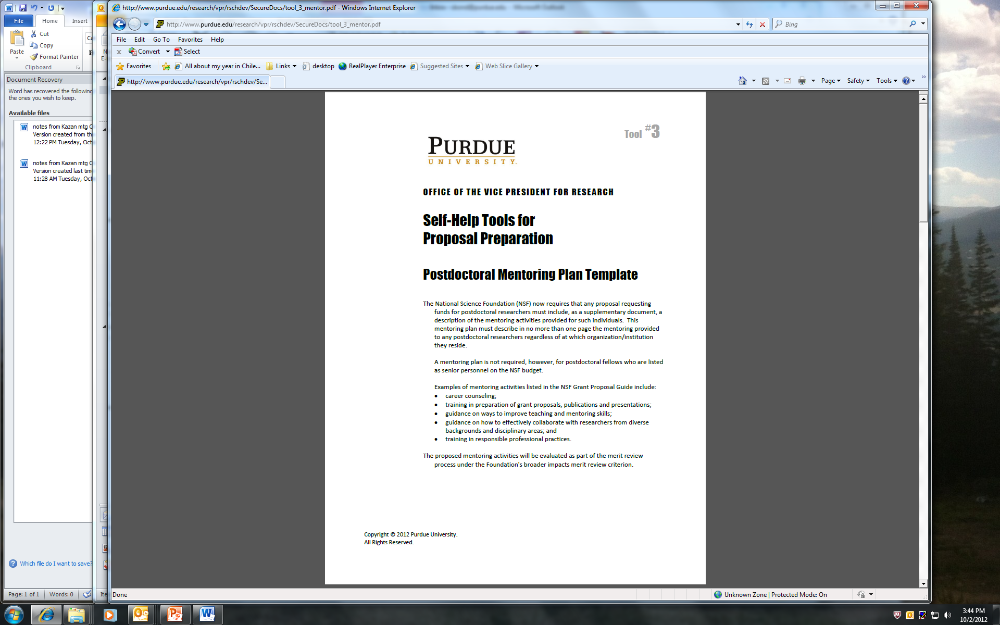 http://www.purdue.edu/research/vpr/rschdev/SecureDocs/tool_3_mentor.pdf - Windows Internet Explorer
http://www.purdue.edu/research/vpr/rschdev/SecureDocs/tool_3_mentor.pdf
Bing
File Edit Go To Favorites Help
x Convert Select
Favorites All about my year in Chile... Links desktop RealPlayer Enterprise Suggested Sites Web Slice Gallery
http://www.purdue.edu/research/vpr/rschdev/Se...
Page Safety Tools
File Home Insert
Cut
Copy
Paste Format Painter
Clipboard
Document Recovery
Word has recovered the following
the ones you wish to keep.
Available files
notes from Kazan mtg
Version created from
12:22 PM Tuesday, Oct
notes from Kazan mtg
Version created last time
11:28 AM Tuesday, Oct
Which file do I want to save?
Page: 1 of 1 Words: 0
Tool #3
PURDUE
UNIVERSITY
OFFICE OF THE VICE PRESIDENT FOR RESEARCH
Self-Help Tools for
Proposal Preparation
Postdoctoral Mentoring Plan Template
The National Science Foundation (NSF) now requires that any proposal requesting
funds for postdoctoral researchers must include, as a supplementary document, a
description of the mentoring activities provided for such individuals. This
mentoring plan must describe in no more than one page the mentoring provided
to any postdoctoral researchers regardless of at which organization/institution
they reside.
A mentoring plan is not required, however, for postdoctoral fellows who are listed
as senior personnel on the NSF budget.
Examples of mentoring activities listed in the NSF Grant Proposal Guide include:
• career counseling;
• training in preparation of grant proposals, publications and presentations;
• guidance on ways to improve teaching and mentoring skills;
• guidance on how to effectively collaborate with researchers from diverse
backgrounds and disciplinary areas; and
• training in responsible professional practices.
The proposed mentoring activities will be evaluated as part of the merit review
process under the Foundation's broader impacts merit review criterion.
Copyright © 2012 Purdue University.
All Rights Reserved.
Done
Unknown Zone | Protected Mode: On
3:44 PM
10/2/2012